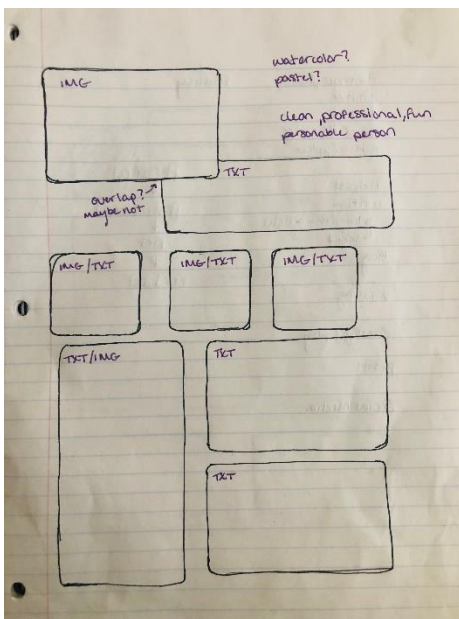 watercolor?
pastel?
clean, professional, fun
personable person
IMG
TXT
overlap?
maybe not
IMG/TXT
IMG/TXT
IMG/TXT
TXT/IMG
TXT
TXT